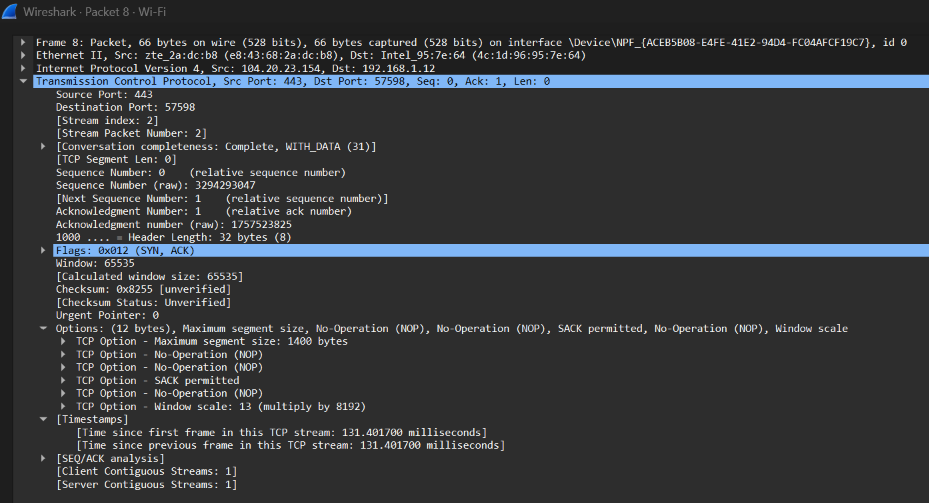 Wireshark · Packet 8 · Wi-Fi
Frame 8: Packet, 66 bytes on wire (528 bits), 66 bytes captured (528 bits) on interface \Device\NPF_{ACEB5B08-E4FE-41E2-94D4-FC04AFCF19C7}, id 0
Ethernet II, Src: zte_2a:dc:b8 (e8:43:68:2a:dc:b8), Dst: Intel_95:7e:64 (4c:1d:96:95:7e:64)
Internet Protocol Version 4, Src: 104.20.23.154, Dst: 192.168.1.12
Transmission Control Protocol, Src Port: 443, Dst Port: 57598, Seq: 0, Ack: 1, Len: 0
Source Port: 443
Destination Port: 57598
[Stream index: 2]
[Stream Packet Number: 2]
[Conversation completeness: Complete, WITH_DATA (31)]
[TCP Segment Len: 0]
Sequence Number: 0    (relative sequence number)
Sequence Number (raw): 3294293047
[Next Sequence Number: 1    (relative sequence number)]
Acknowledgment Number: 1    (relative ack number)
Acknowledgment number (raw): 1757523825
1000 .... = Header Length: 32 bytes (8)
Flags: 0x012 (SYN, ACK)
Window: 65535
[Calculated window size: 65535]
Checksum: 0x8255 [unverified]
[Checksum Status: Unverified]
Urgent Pointer: 0
Options: (12 bytes), Maximum segment size, No-Operation (NOP), No-Operation (NOP), SACK permitted, No-Operation (NOP), Window scale
TCP Option - Maximum segment size: 1400 bytes
TCP Option - No-Operation (NOP)
TCP Option - No-Operation (NOP)
TCP Option - SACK permitted
TCP Option - No-Operation (NOP)
TCP Option - Window scale: 13 (multiply by 8192)
[Timestamps]
[Time since first frame in this TCP stream: 131.401700 milliseconds]
[Time since previous frame in this TCP stream: 131.401700 milliseconds]
[SEQ/ACK analysis]
[Client Contiguous Streams: 1]
[Server Contiguous Streams: 1]